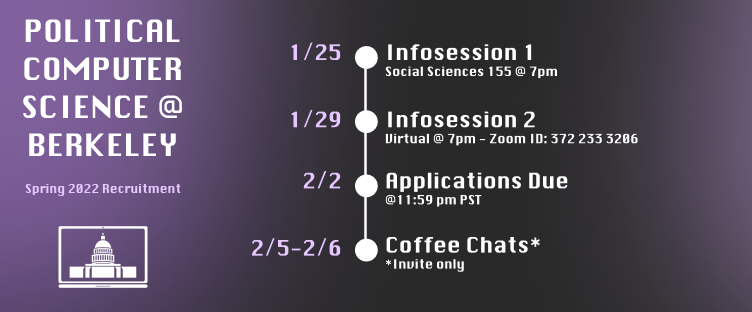 POLITICAL
COMPUTER
SCIENCE @
BERKELEY
Spring 2022 Recruitment
1/25
Infosession 1
Social Sciences 155 @ 7pm
1/29
Infosession 2
Virtual @ 7pm - Zoom ID: 372 233 3206
2/2
Applications Due
@11:59 pm PST
2/5-2/6
Coffee Chats*
*Invite only